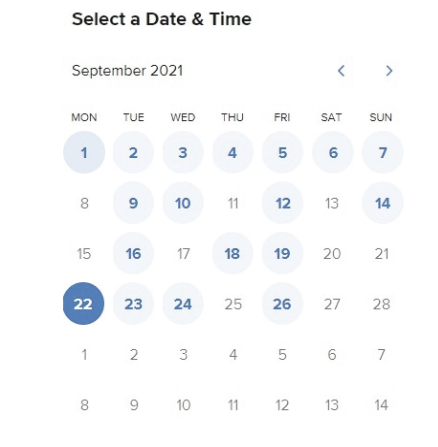 Select a Date & Time
September 2021
MON TUE WED THU FRI SAT SUN
1 2 3 4 5 6 7
8 9 10 11 12 13 14
15 16 17 18 19 20 21
22 23 24 25 26 27 28
1 2 3 4 5 6 7
8 9 10 11 12 13 14